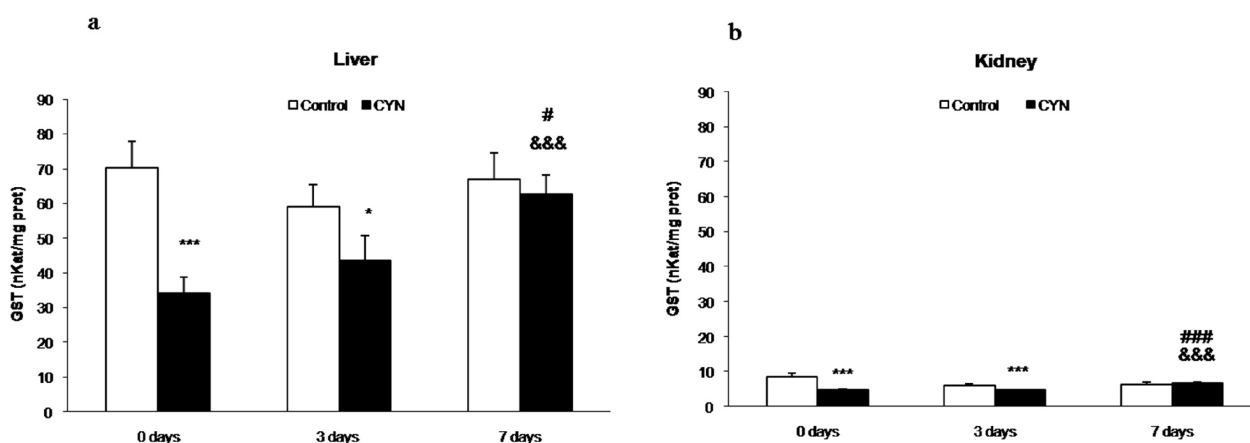 a
Liver
Control CYN
GST (nKat/mg prot)
90
80
70
60
50
40
30
20
10
0
***
*
#
&&&
0 days 3 days 7 days
b
Kidney
Control CYN
GST (nKat/mg prot)
90
80
70
60
50
40
30
20
10
0
***
***
###
&&&
0 days 3 days 7 days